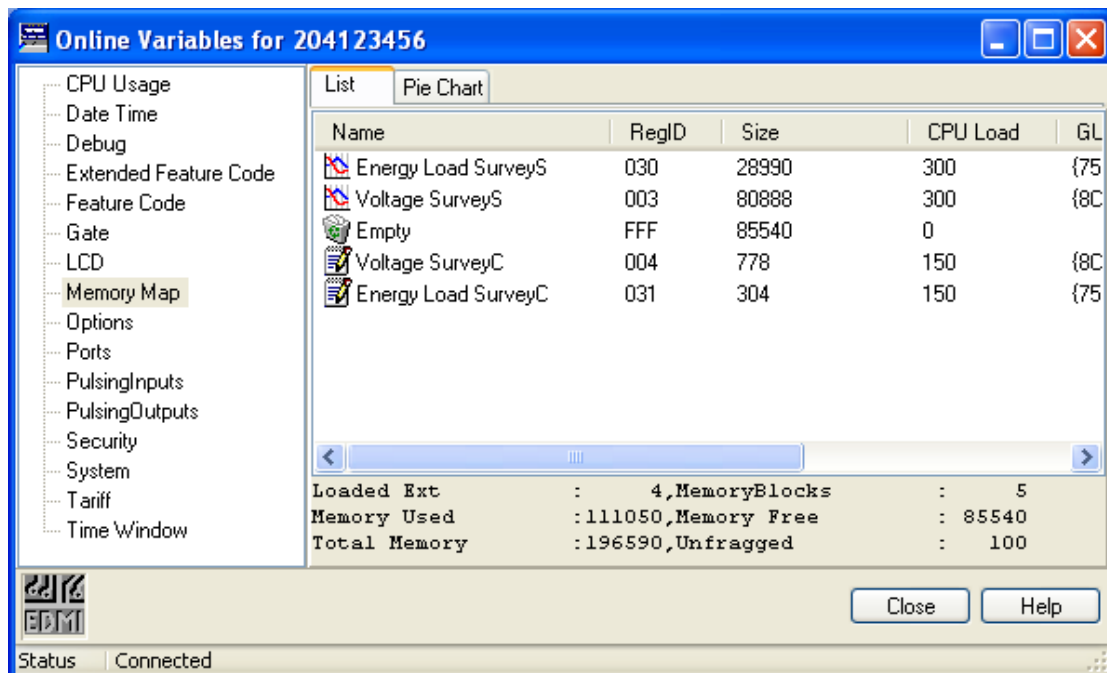 Online Variables for 204123456
CPU Usage
Date Time
Debug
Extended Feature Code
Feature Code
Gate
LCD
Memory Map
Options
Ports
PulsingInputs
PulsingOutputs
Security
System
Tariff
Time Window
List Pie Chart
Name RegID Size CPU Load GL
Energy Load SurveyS 030 28990 300 {75
Voltage SurveyS 003 80888 300 {8C
Empty FFF 85540 0
Voltage SurveyC 004 778 150 {8C
Energy Load SurveyC 031 304 150 {75
Loaded Ext : 4,MemoryBlocks : 5
Memory Used :111050,Memory Free : 85540
Total Memory :196590,Unfragged : 100
EDMI
Close Help
Status Connected